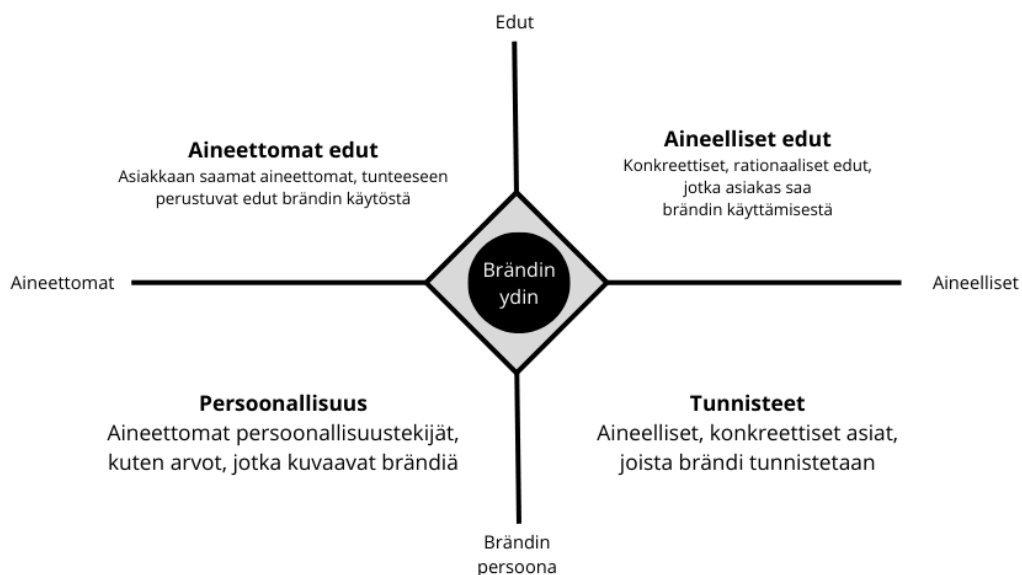 Edut
Aineettomat edut
Asiakkaan saamat aineettomat, tunteeseen
perustuvat edut brändin käytöstä
Aineelliset edut
Konkreettiset, rationaaliset edut,
jotka asiakas saa
brändin käyttämisestä
Aineettomat
Brändin
ydin
Aineelliset
Persoonallisuus
Aineettomat persoonallisuustekijät,
kuten arvot, jotka kuvaavat brändiä
Tunnisteet
Aineelliset, konkreettiset asiat,
joista brändi tunnistetaan
Brändin
persoona